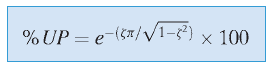 % UP = e^{-(ζπ/√(1-ζ²))} × 100